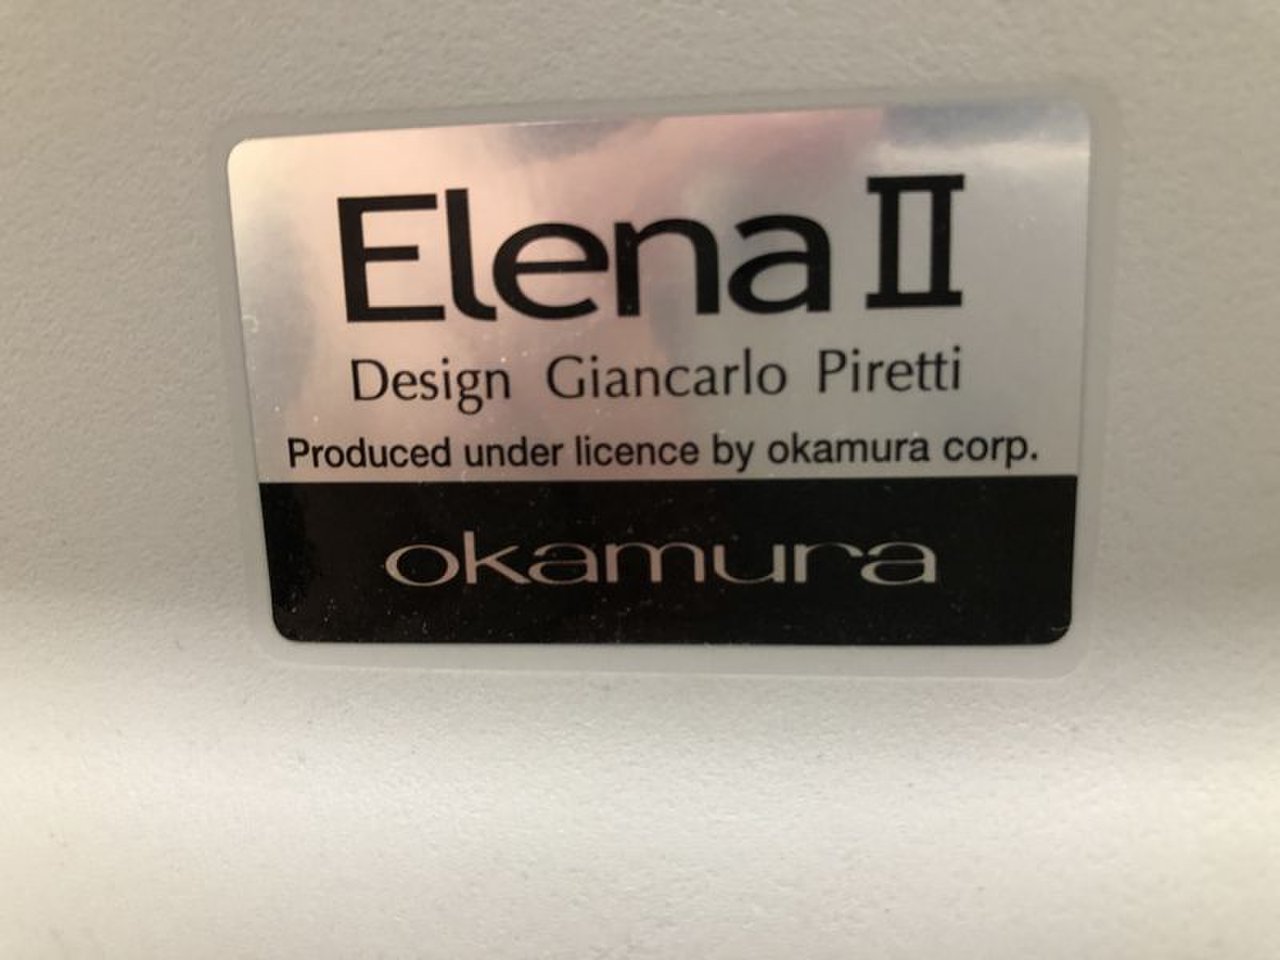 Elena II
Design Giancarlo Piretti
Produced under licence by okamura corp.
okamura